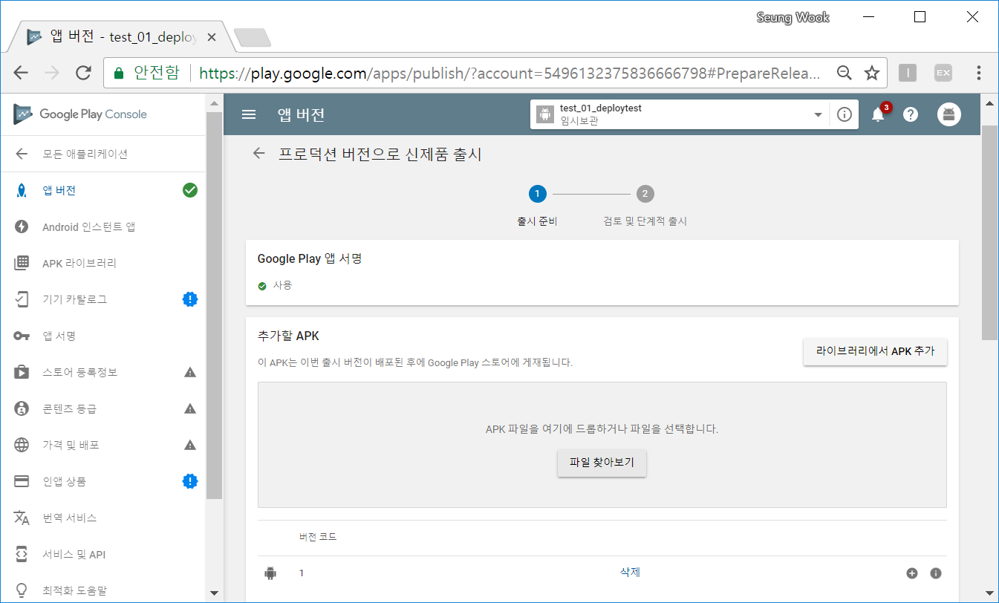 Seung Wook
앱 버전 - test_01_deploy
안전함
https://play.google.com/apps/publish/?account=5496132375836666798#PrepareRelea...
EX
Google Play Console
앱 버전
test_01_deploytest
임시보관
3
모든 애플리케이션
프로덕션 버전으로 신제품 출시
앱 버전
Android 인스턴트 앱
APK 라이브러리
기기 카탈로그
앱 서명
스토어 등록정보
콘텐츠 등급
가격 및 배포
인앱 상품
번역 서비스
서비스 및 API
최적화 도움말
1
2
출시 준비
검토 및 단계적 출시
Google Play 앱 서명
사용
추가할 APK
이 APK는 이번 출시 버전이 배포된 후에 Google Play 스토어에 게재됩니다.
라이브러리에서 APK 추가
APK 파일을 여기에 드롭하거나 파일을 선택합니다.
파일 찾아보기
버전 코드
1
삭제